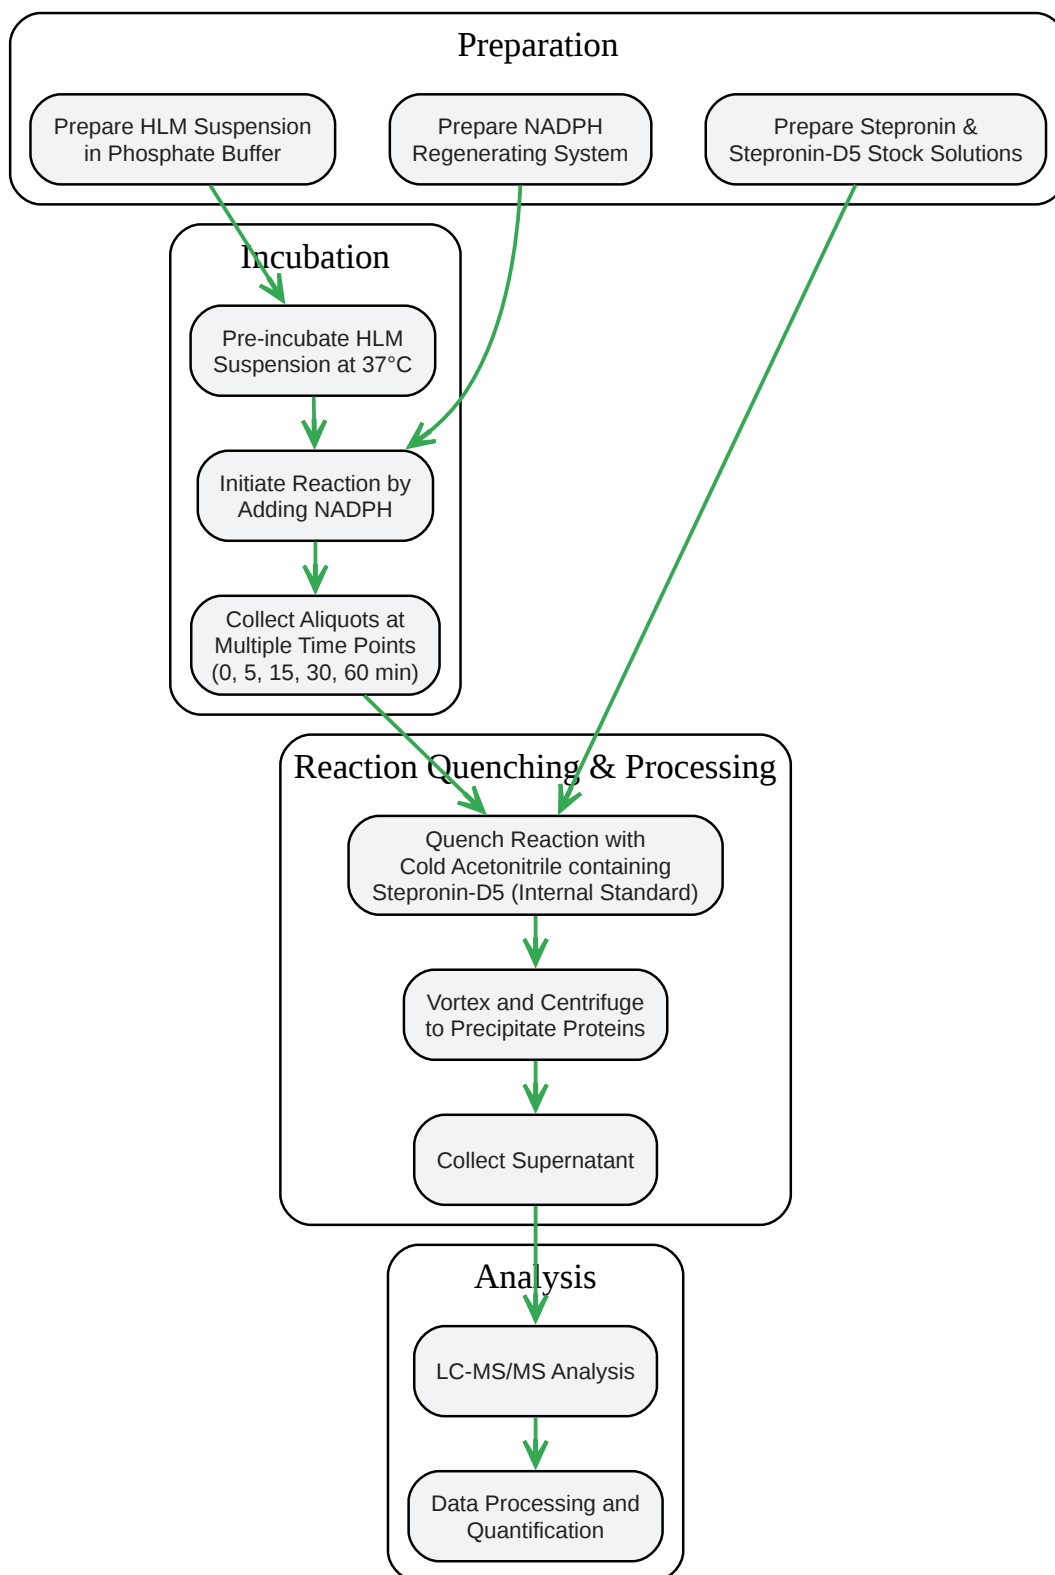 Preparation
Prepare HLM Suspension
in Phosphate Buffer
Prepare NADPH
Regenerating System
Prepare Stepronin &
Stepronin-D5 Stock Solutions
Incubation
Pre-incubate HLM
Suspension at 37°C
Initiate Reaction by
Adding NADPH
Collect Aliquots at
Multiple Time Points
(0, 5, 15, 30, 60 min)
Reaction Quenching & Processing
Quench Reaction with
Cold Acetonitrile containing
Stepronin-D5 (Internal Standard)
Vortex and Centrifuge
to Precipitate Proteins
Collect Supernatant
Analysis
LC-MS/MS Analysis
Data Processing and
Quantification